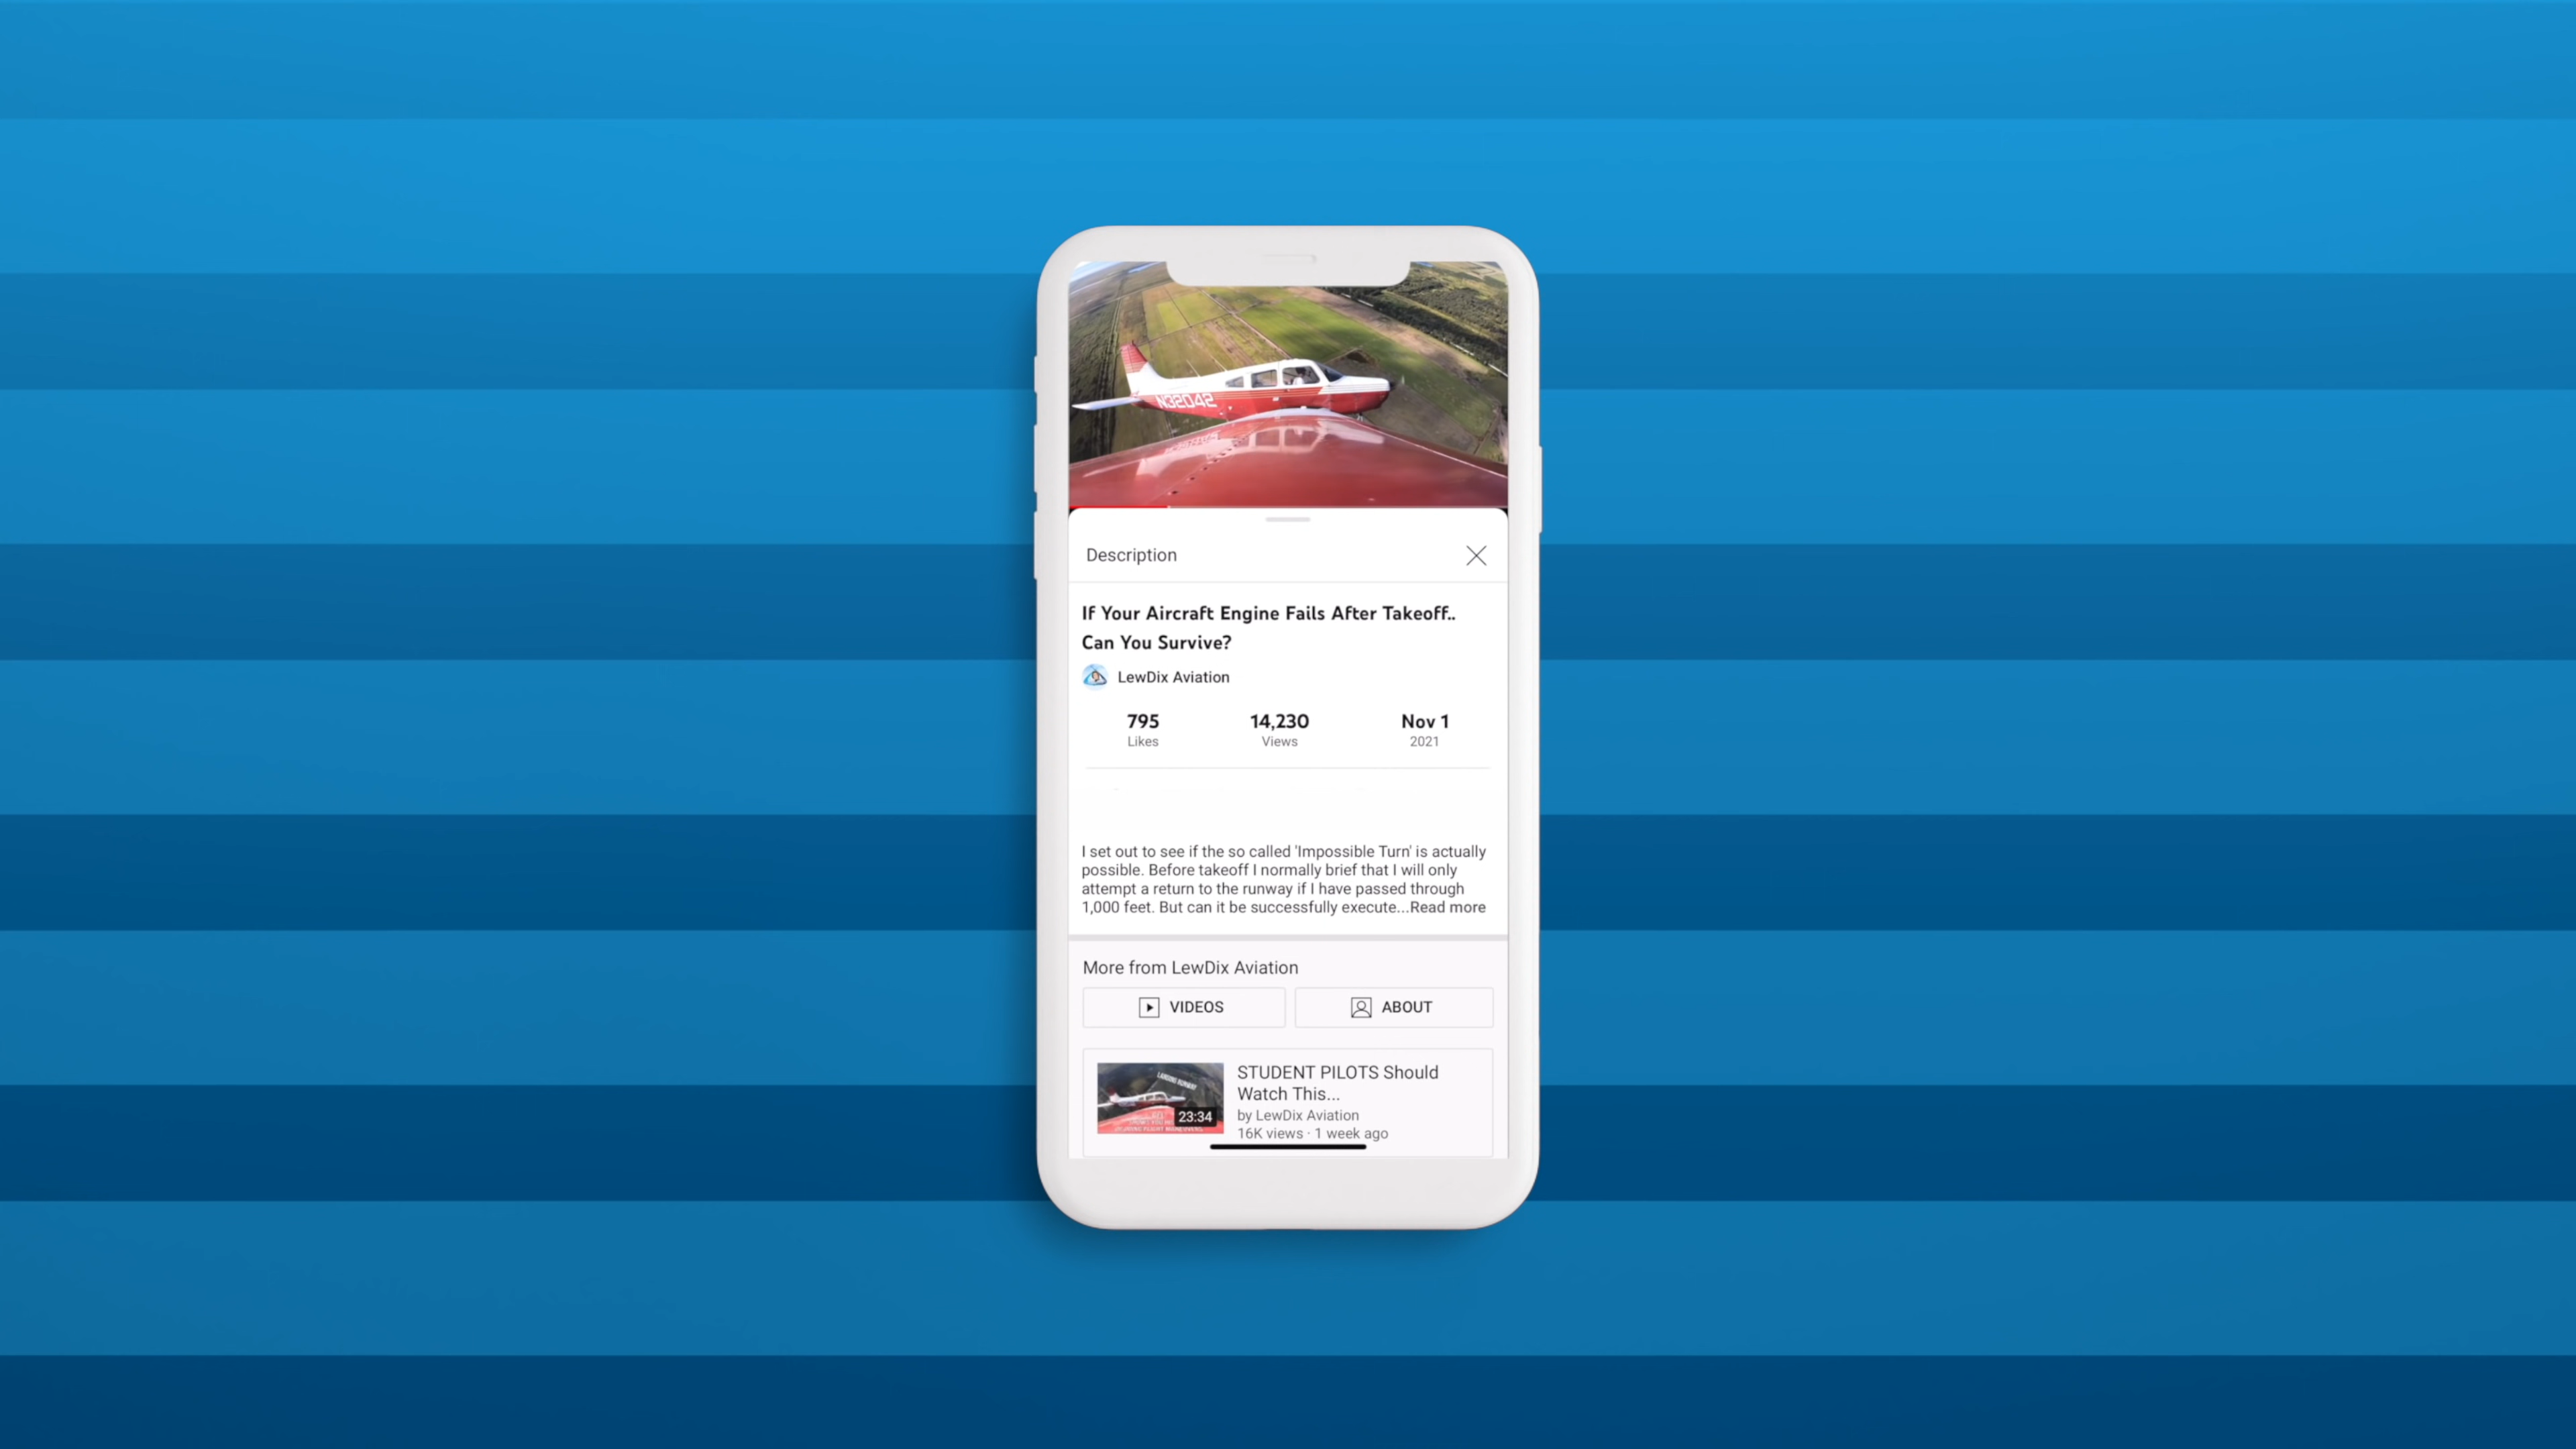 N32042
Description
If Your Aircraft Engine Fails After Takeoff..
Can You Survive?
LewDix Aviation
795
Likes
14,230
Views
Nov 1
2021
I set out to see if the so called 'Impossible Turn' is actually
possible. Before takeoff I normally brief that I will only
attempt a return to the runway if I have passed through
1,000 feet. But can it be successfully execute...Read more
More from LewDix Aviation
VIDEOS
ABOUT
LANDING RUNWAY
23:34
STUDENT PILOTS Should
Watch This...
by LewDix Aviation
16K views · 1 week ago